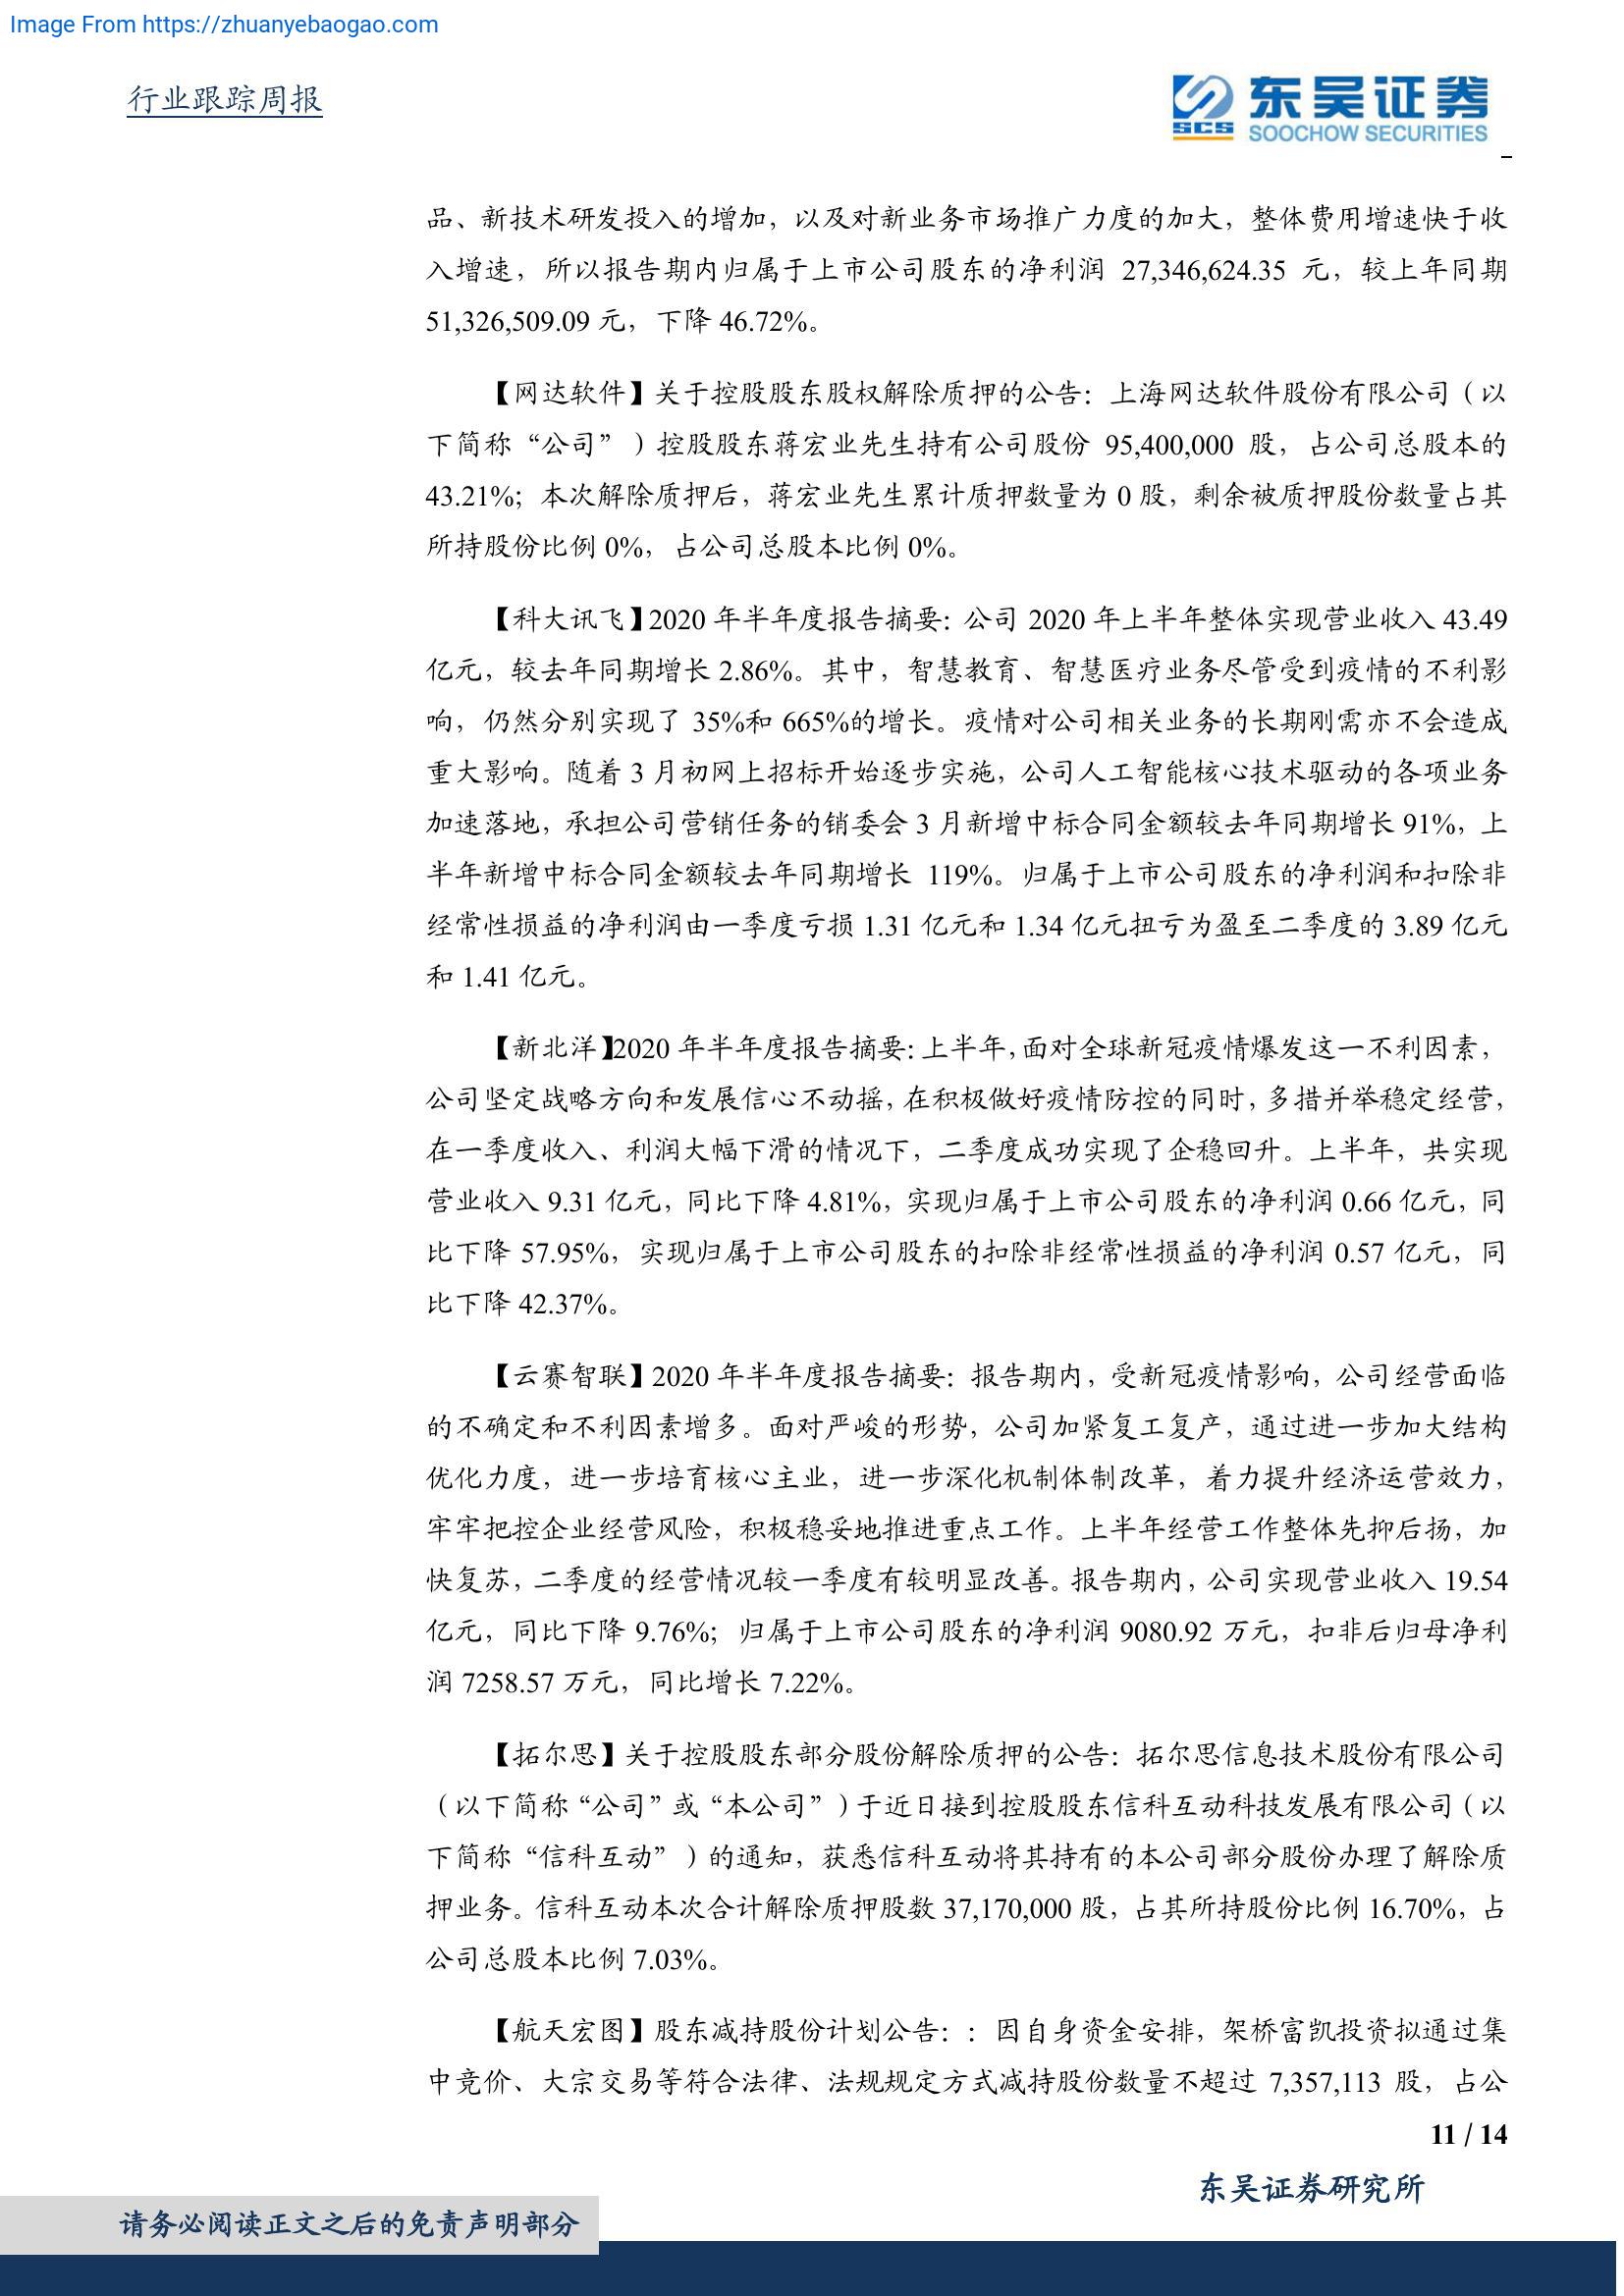 Image From https://zhuanyebaogao.com
行业跟踪周报
SCS 东吴证券
SOOCHOW SECURITIES
品、新技术研发投入的增加，以及对新业务市场推广力度的加大，整体费用增速快于收
入增速，所以报告期内归属于上市公司股东的净利润 27,346,624.35 元，较上年同期
51,326,509.09 元，下降 46.72%。
【网达软件】关于控股股东股权解除质押的公告：上海网达软件股份有限公司（以
下简称“公司”）控股股东蒋宏业先生持有公司股份 95,400,000 股，占公司总股本的
43.21%；本次解除质押后，蒋宏业先生累计质押数量为 0 股，剩余被质押股份数量占其
所持股份比例 0%，占公司总股本比例 0%。
【科大讯飞】2020 年半年度报告摘要：公司 2020 年上半年整体实现营业收入 43.49
亿元，较去年同期增长 2.86%。其中，智慧教育、智慧医疗业务尽管受到疫情的不利影
响，仍然分别实现了 35%和 665%的增长。疫情对公司相关业务的长期刚需亦不会造成
重大影响。随着 3 月初网上招标开始逐步实施，公司人工智能核心技术驱动的各项业务
加速落地，承担公司营销任务的销委会 3 月新增中标合同金额较去年同期增长 91%，上
半年新增中标合同金额较去年同期增长 119%。归属于上市公司股东的净利润和扣除非
经常性损益的净利润由一季度亏损 1.31 亿元和 1.34 亿元扭亏为盈至二季度的 3.89 亿元
和 1.41 亿元。
【新北洋】2020 年半年度报告摘要：上半年，面对全球新冠疫情爆发这一不利因素，
公司坚定战略方向和发展信心不动摇，在积极做好疫情防控的同时，多措并举稳定经营，
在一季度收入、利润大幅下滑的情况下，二季度成功实现了企稳回升。上半年，共实现
营业收入 9.31 亿元，同比下降 4.81%，实现归属于上市公司股东的净利润 0.66 亿元，同
比下降 57.95%，实现归属于上市公司股东的扣除非经常性损益的净利润 0.57 亿元，同
比下降 42.37%。
【云赛智联】2020 年半年度报告摘要：报告期内，受新冠疫情影响，公司经营面临
的不确定和不利因素增多。面对严峻的形势，公司加紧复工复产，通过进一步加大结构
优化力度，进一步培育核心主业，进一步深化机制体制改革，着力提升经济运营效力，
牢牢把控企业经营风险，积极稳妥地推进重点工作。上半年经营工作整体先抑后扬，加
快复苏，二季度的经营情况较一季度有较明显改善。报告期内，公司实现营业收入 19.54
亿元，同比下降 9.76%；归属于上市公司股东的净利润 9080.92 万元，扣非后归母净利
润 7258.57 万元，同比增长 7.22%。
【拓尔思】关于控股股东部分股份解除质押的公告：拓尔思信息技术股份有限公司
（以下简称“公司”或“本公司”）于近日接到控股股东信科互动科技发展有限公司（以
下简称“信科互动”）的通知，获悉信科互动将其持有的本公司部分股份办理了解除质
押业务。信科互动本次合计解除质押股数 37,170,000 股，占其所持股份比例 16.70%，占
公司总股本比例 7.03%。
【航天宏图】股东减持股份计划公告：：因自身资金安排，架桥富凯投资拟通过集
中竞价、大宗交易等符合法律、法规规定方式减持股份数量不超过 7,357,113 股，占公
11 / 14
东吴证券研究所
请务必阅读正文之后的免责声明部分